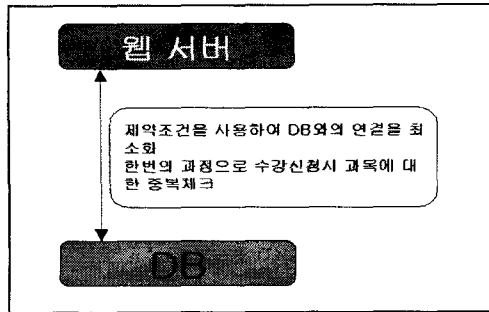 웹 서버
제약조건을 사용하여 DB와의 연결을 최
소화
한번의 과정으로 수강신청시 과목에 대
한 중복체크
DB